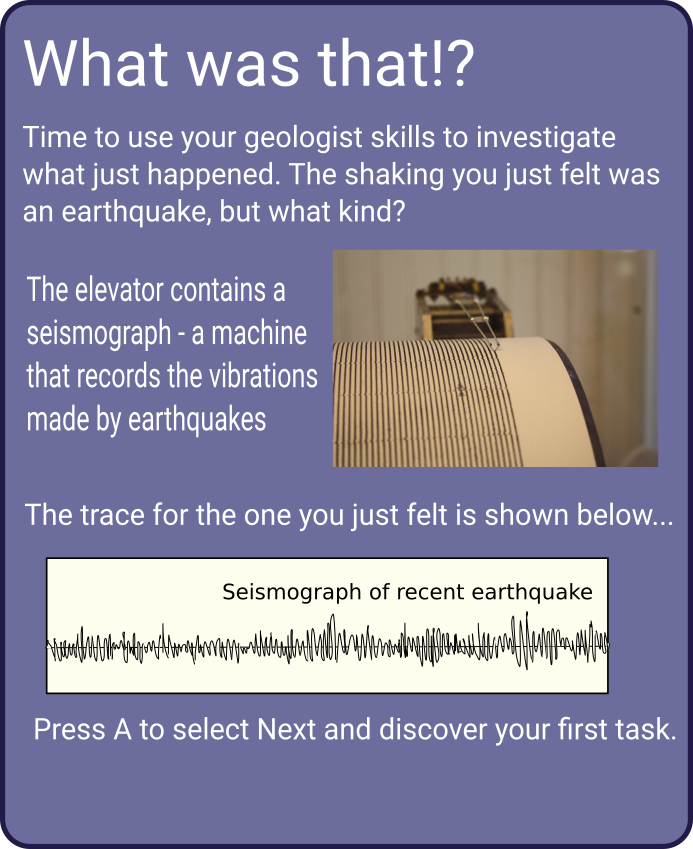 What was that!?
Time to use your geologist skills to investigate
what just happened. The shaking you just felt was
an earthquake, but what kind?
The elevator contains a
seismograph - a machine
that records the vibrations
made by earthquakes
The trace for the one you just felt is shown below...
Seismograph of recent earthquake
Press A to select Next and discover your first task.